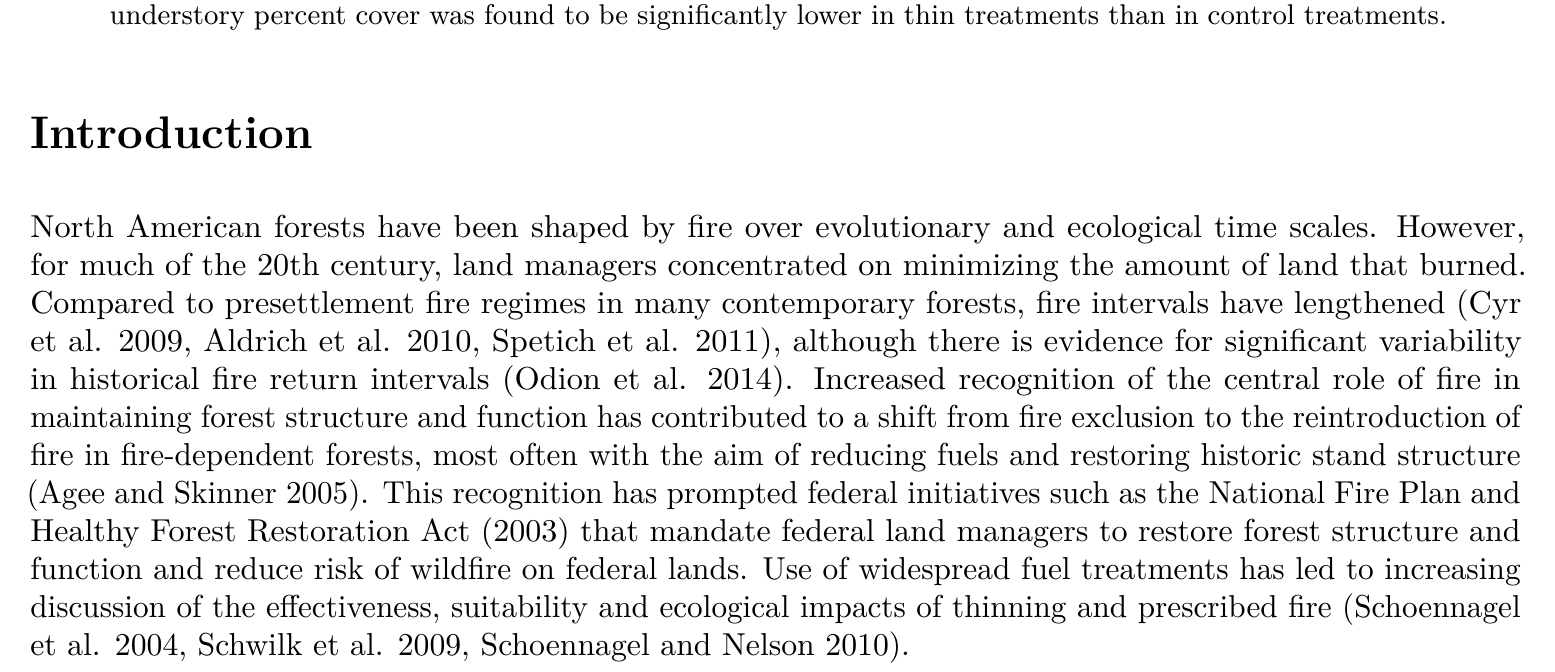 understory percent cover was found to be significantly lower in thin treatments than in control treatments.
Introduction
North American forests have been shaped by fire over evolutionary and ecological time scales. However,
for much of the 20th century, land managers concentrated on minimizing the amount of land that burned.
Compared to presettlement fire regimes in many contemporary forests, fire intervals have lengthened (Cyr
et al. 2009, Aldrich et al. 2010, Spetich et al. 2011), although there is evidence for significant variability
in historical fire return intervals (Odion et al. 2014). Increased recognition of the central role of fire in
maintaining forest structure and function has contributed to a shift from fire exclusion to the reintroduction of
fire in fire-dependent forests, most often with the aim of reducing fuels and restoring historic stand structure
(Agee and Skinner 2005). This recognition has prompted federal initiatives such as the National Fire Plan and
Healthy Forest Restoration Act (2003) that mandate federal land managers to restore forest structure and
function and reduce risk of wildfire on federal lands. Use of widespread fuel treatments has led to increasing
discussion of the effectiveness, suitability and ecological impacts of thinning and prescribed fire (Schoennagel
et al. 2004, Schwilk et al. 2009, Schoennagel and Nelson 2010).